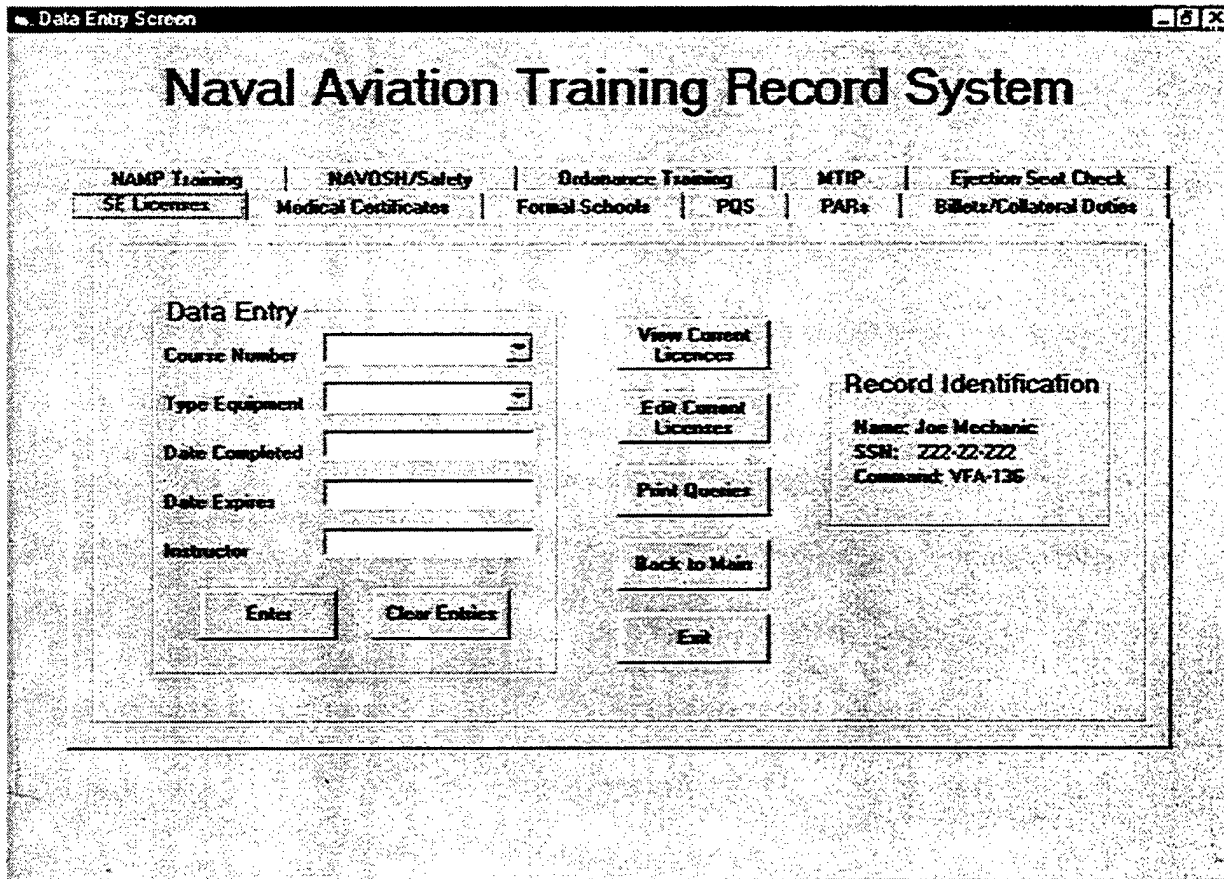 Data Entry Screen
Naval Aviation Training Record System
NAMP Training NAVOSH/Safety Ordonance Training MTIP Ejection Seat Check
SE Licenses Medical Certificates Formal Schools PQS PARs Billets/Collateral Duties
Data Entry
Course Number
Type Equipment
Date Completed
Date Expires
Instructor
Enter Clear Entries
View Current
Licences
Edit Current
Licenses
Print Queries
Back to Main
Exit
Record Identification
Name: Joe Mechanic
SSN: 222-22-222
Command: VFA-136